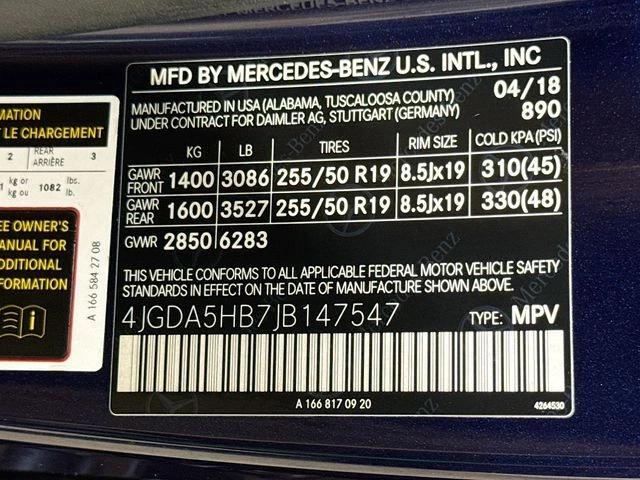 MFD BY MERCEDES-BENZ U.S. INTL., INC
MANUFACTURED IN USA (ALABAMA, TUSCALOOSA COUNTY) 04/18
UNDER CONTRACT FOR DAIMLER AG, STUTTGART (GERMANY) 890
KG LB TIRES RIM SIZE COLD KPA(PSI)
GAWR FRONT 1400 3086 255/50 R19 8.5Jx19 310(45)
GAWR REAR 1600 3527 255/50 R19 8.5Jx19 330(48)
GVWR 2850 6283
THIS VEHICLE CONFORMS TO ALL APPLICABLE FEDERAL MOTOR VEHICLE SAFETY
STANDARDS IN EFFECT ON THE DATE OF MANUFACTURE SHOWN ABOVE.
4JGDA5HB7JB147547 TYPE: MPV
A 166 817 09 20 4264530
MATION
T LE CHARGEMENT
2 REAR ARRIÈRE 3
kg or kg ou 1082 lbs. lb.
EE OWNER'S
ANUAL FOR
DDITIONAL
FORMATION
A 166 584 27 08